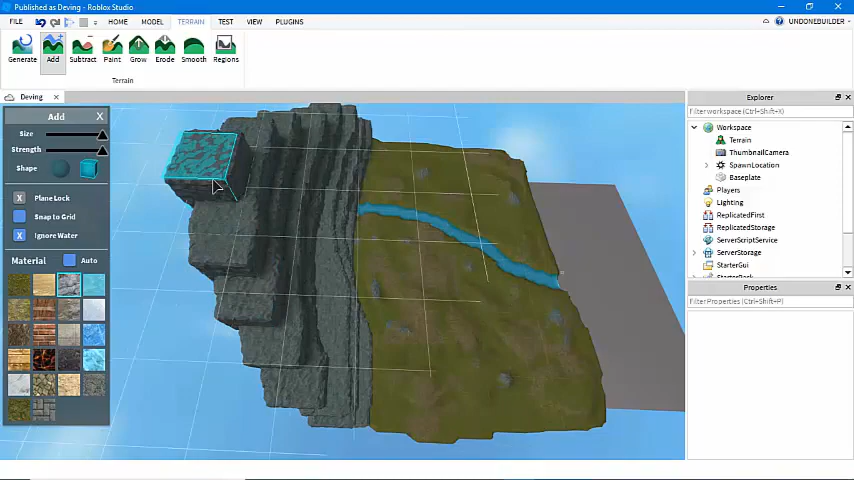 Published as Deving - Roblox Studio
FILE HOME MODEL TERRAIN TEST VIEW PLUGINS UNDONEBUILDER
Generate Add Subtract Paint Grow Erode Smooth Regions
Terrain
Deving
Add X
Size
Strength
Shape
X Plane Lock
Snap to Grid
X Ignore Water
Material Auto
Explorer
Filter workspace (Ctrl+Shift+X)
Workspace
Terrain
ThumbnailCamera
SpawnLocation
Baseplate
Players
Lighting
ReplicatedFirst
ReplicatedStorage
ServerScriptService
ServerStorage
StarterGui
Properties
Filter Properties (Ctrl+Shift+P)